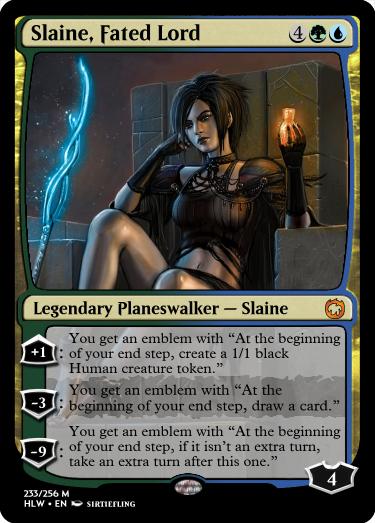 Slaine, Fated Lord 4
Legendary Planeswalker — Slaine
+1: You get an emblem with “At the beginning
of your end step, create a 1/1 black
Human creature token.”
-3: You get an emblem with “At the
beginning of your end step, draw a card.”
-9: You get an emblem with “At the beginning
of your end step, if it isn't an extra turn,
take an extra turn after this one.”
4
233/256 M
HLW • EN SIRTIEFLING